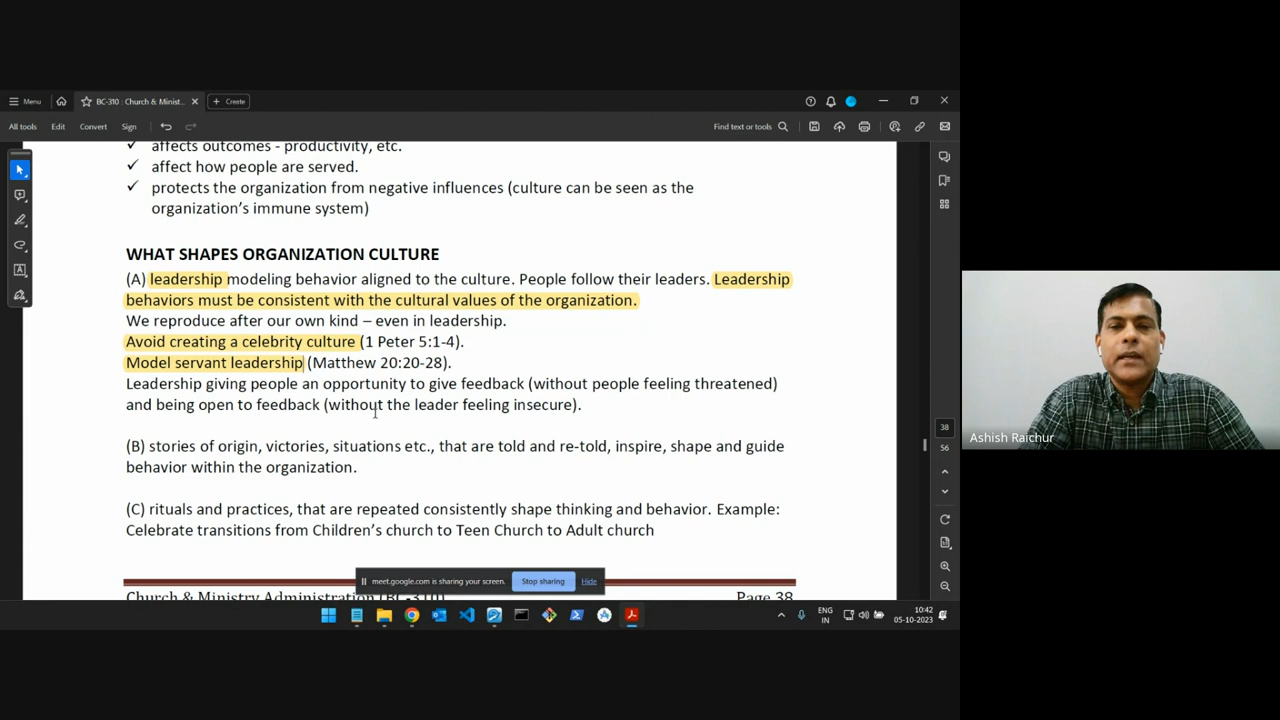 Menu
BC-310 : Church & Minist...
Create
All tools
Edit
Convert
Sign
Find text or tools
✓ affects outcomes - productivity, etc.
✓ affect how people are served.
✓ protects the organization from negative influences (culture can be seen as the
organization's immune system)
WHAT SHAPES ORGANIZATION CULTURE
(A) leadership modeling behavior aligned to the culture. People follow their leaders. Leadership
behaviors must be consistent with the cultural values of the organization.
We reproduce after our own kind – even in leadership.
Avoid creating a celebrity culture (1 Peter 5:1-4).
Model servant leadership (Matthew 20:20-28).
Leadership giving people an opportunity to give feedback (without people feeling threatened)
and being open to feedback (without the leader feeling insecure).
(B) stories of origin, victories, situations etc., that are told and re-told, inspire, shape and guide
behavior within the organization.
(C) rituals and practices, that are repeated consistently shape thinking and behavior. Example:
Celebrate transitions from Children's church to Teen Church to Adult church
Church & Ministry Administration (BC-310)
Page 38
38
56
meet.google.com is sharing your screen.
Stop sharing
Hide
ENG
IN
10:42
05-10-2023
Ashish Raichur